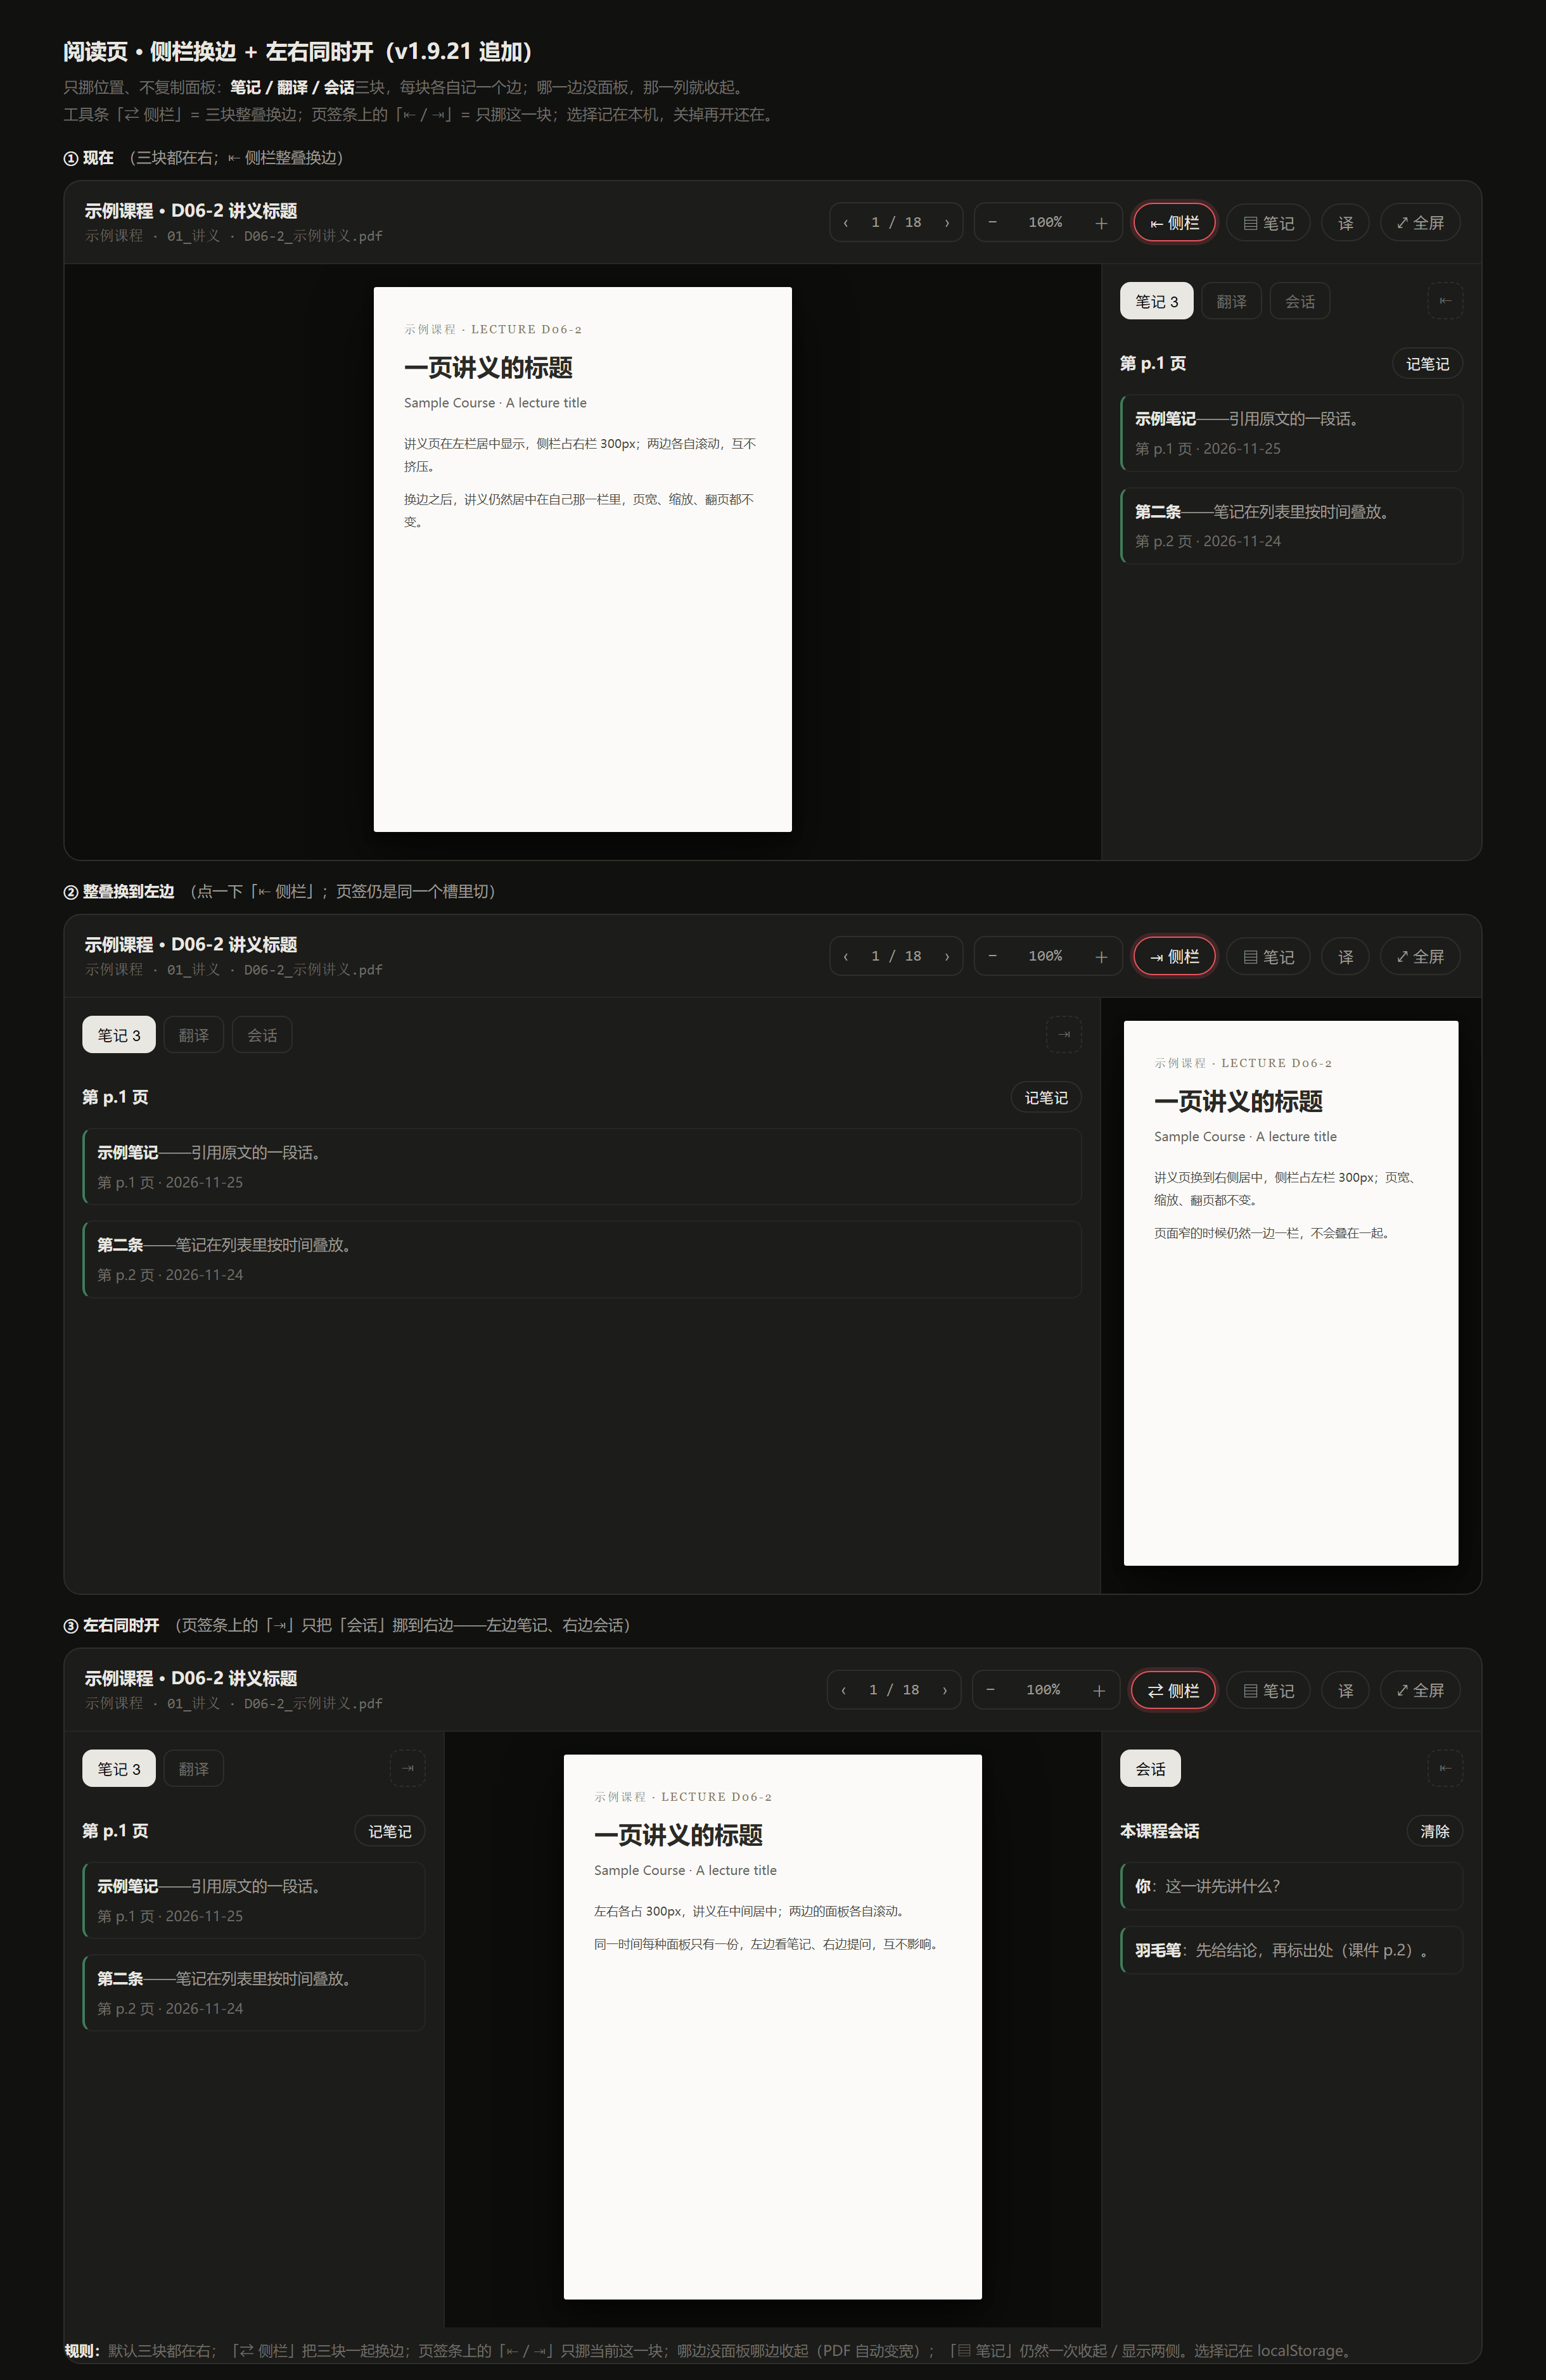 阅读页 • 侧栏换边 + 左右同时开（v1.9.21 追加）
只挪位置、不复制面板：笔记 / 翻译 / 会话三块，每块各自记一个边；哪一边没面板，那一列就收起。
工具条「⇄ 侧栏」= 三块整叠换边；页签条上的「⇤ / ⇥」= 只挪这一块；选择记在本机，关掉再开还在。
① 现在 （三块都在右；⇤ 侧栏整叠换边）
示例课程 • D06-2 讲义标题
示例课程 · 01_讲义 · D06-2_示例讲义.pdf
‹ 1 / 18 › − 100% ＋ ⇤ 侧栏 ▤ 笔记 译 ⤢ 全屏
示例课程 · LECTURE D06-2
一页讲义的标题
Sample Course · A lecture title
讲义页在左栏居中显示，侧栏占右栏 300px；两边各自滚动，互不
挤压。
换边之后，讲义仍然居中在自己那一栏里，页宽、缩放、翻页都不
变。
笔记 3 翻译 会话 ⇤
第 p.1 页 记笔记
示例笔记——引用原文的一段话。
第 p.1 页 · 2026-11-25
第二条——笔记在列表里按时间叠放。
第 p.2 页 · 2026-11-24
② 整叠换到左边 （点一下「⇤ 侧栏」；页签仍是同一个槽里切）
示例课程 • D06-2 讲义标题
示例课程 · 01_讲义 · D06-2_示例讲义.pdf
‹ 1 / 18 › − 100% ＋ ⇥ 侧栏 ▤ 笔记 译 ⤢ 全屏
笔记 3 翻译 会话 ⇥
第 p.1 页 记笔记
示例笔记——引用原文的一段话。
第 p.1 页 · 2026-11-25
第二条——笔记在列表里按时间叠放。
第 p.2 页 · 2026-11-24
示例课程 · LECTURE D06-2
一页讲义的标题
Sample Course · A lecture title
讲义页换到右侧居中，侧栏占左栏 300px；页宽、
缩放、翻页都不变。
页面窄的时候仍然一边一栏，不会叠在一起。
③ 左右同时开 （页签条上的「⇥」只把「会话」挪到右边——左边笔记、右边会话）
示例课程 • D06-2 讲义标题
示例课程 · 01_讲义 · D06-2_示例讲义.pdf
‹ 1 / 18 › − 100% ＋ ⇄ 侧栏 ▤ 笔记 译 ⤢ 全屏
笔记 3 翻译 ⇥
第 p.1 页 记笔记
示例笔记——引用原文的一段话。
第 p.1 页 · 2026-11-25
第二条——笔记在列表里按时间叠放。
第 p.2 页 · 2026-11-24
示例课程 · LECTURE D06-2
一页讲义的标题
Sample Course · A lecture title
左右各占 300px，讲义在中间居中；两边的面板各自滚动。
同一时间每种面板只有一份，左边看笔记、右边提问，互不影响。
会话 ⇤
本课程会话 清除
你：这一讲先讲什么？
羽毛笔：先给结论，再标出处（课件 p.2）。
规则：默认三块都在右；「⇄ 侧栏」把三块一起换边；页签条上的「⇤ / ⇥」只挪当前这一块；哪边没面板哪边收起（PDF 自动变宽）；「▤ 笔记」仍然一次收起 / 显示两侧。选择记在 localStorage。